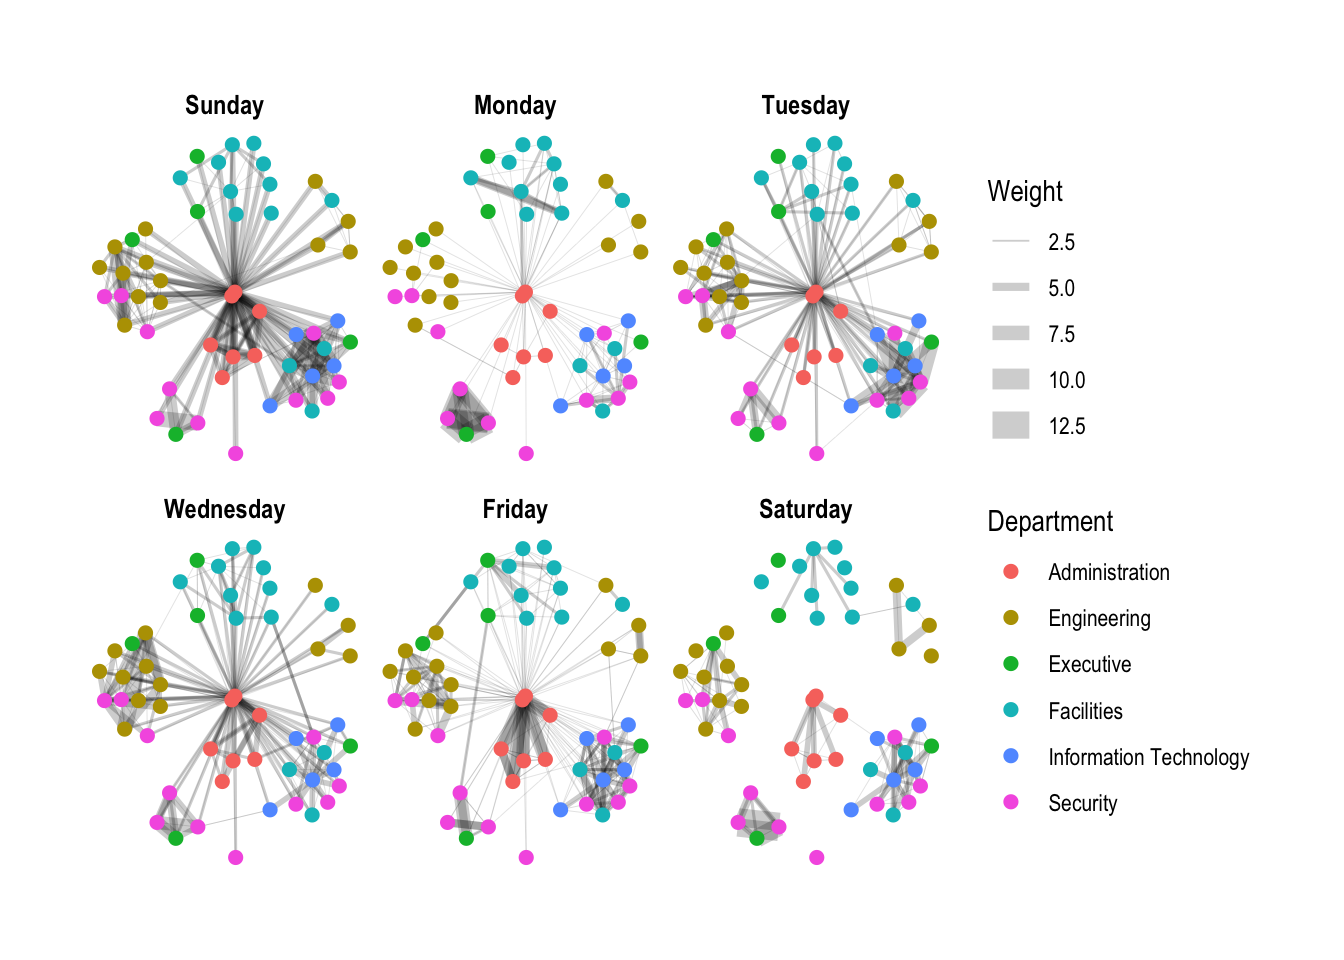 Sunday
Monday
Tuesday
Wednesday
Friday
Saturday
Weight
2.5
5.0
7.5
10.0
12.5
Department
Administration
Engineering
Executive
Facilities
Information Technology
Security